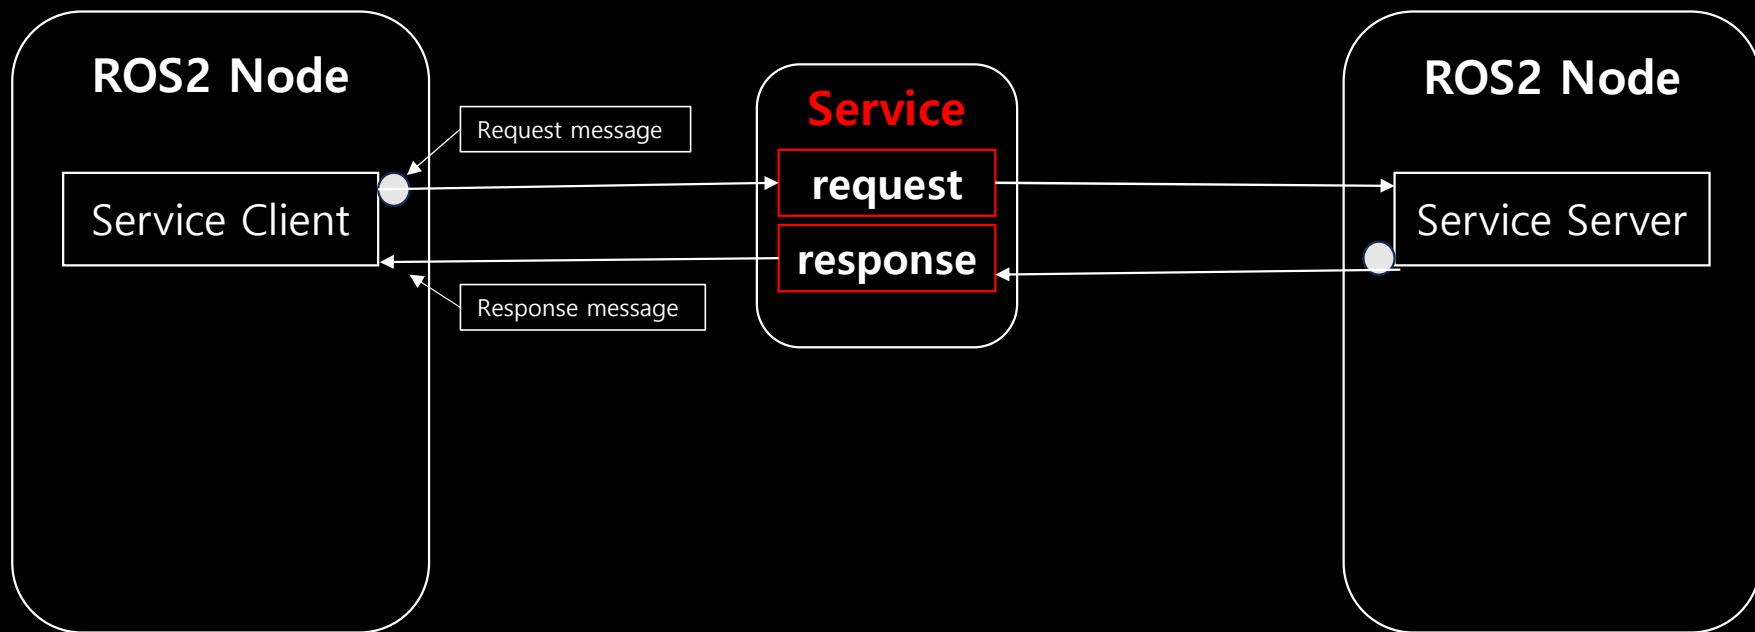 ROS2 Node
Service Client
Request message
Response message
Service
request
response
ROS2 Node
Service Server